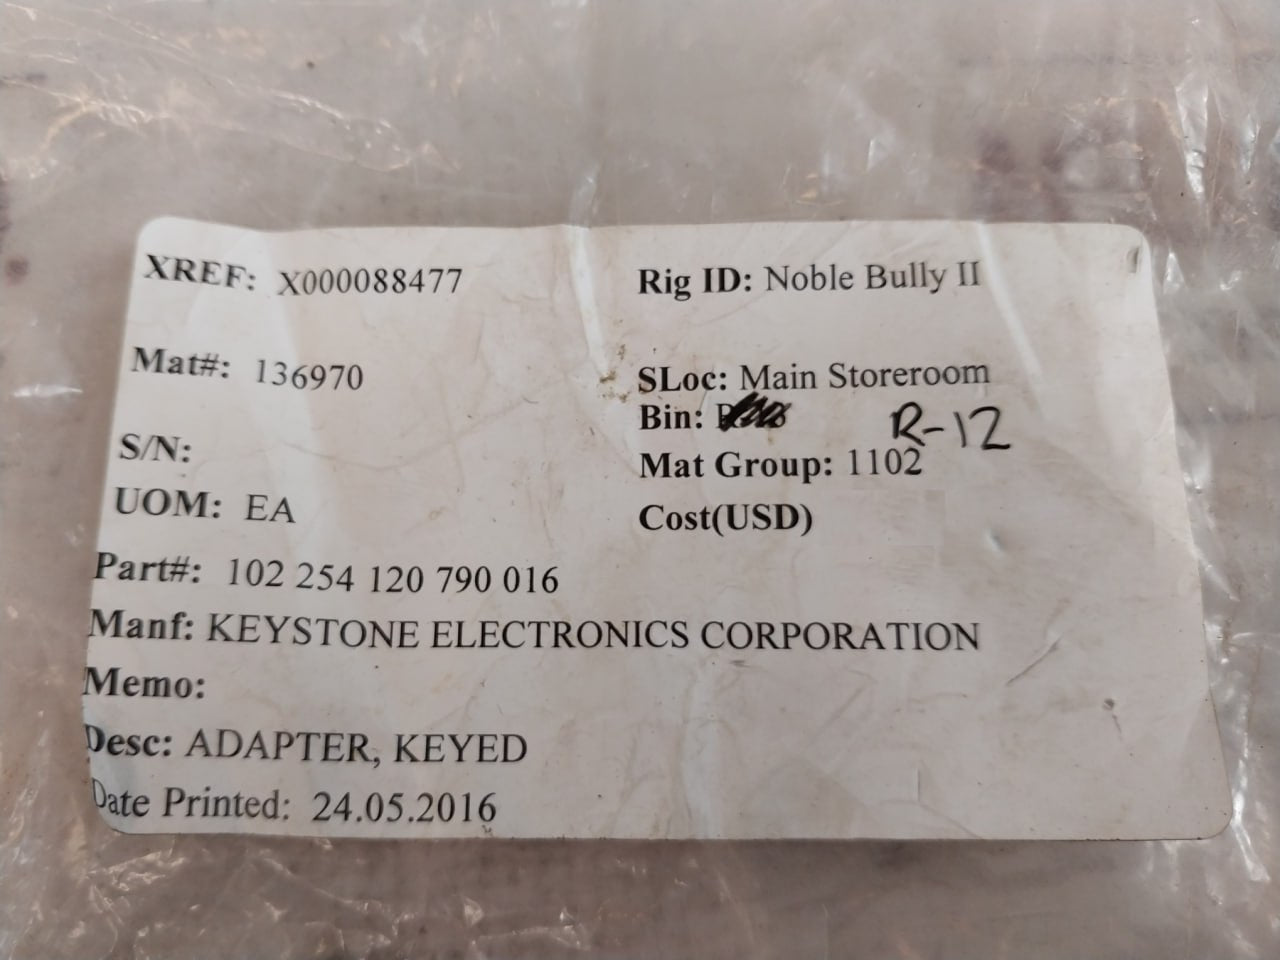 XREF: X000088477
Rig ID: Noble Bully II
Mat#: 136970
SLoc: Main Storeroom
Bin: R-12
S/N:
Mat Group: 1102
UOM: EA
Cost(USD)
Part#: 102 254 120 790 016
Manf: KEYSTONE ELECTRONICS CORPORATION
Memo:
Desc: ADAPTER, KEYED
Date Printed: 24.05.2016